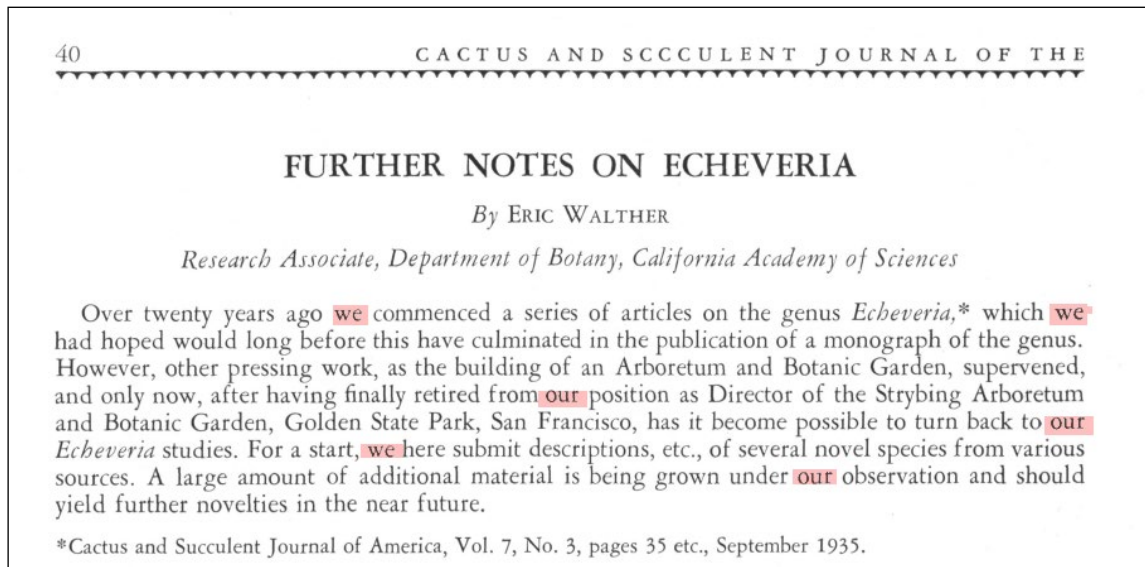 40 CACTUS AND SCCCULENT JOURNAL OF THE
FURTHER NOTES ON ECHEVERIA
By ERIC WALTHER
Research Associate, Department of Botany, California Academy of Sciences
Over twenty years ago we commenced a series of articles on the genus Echeveria,* which we
had hoped would long before this have culminated in the publication of a monograph of the genus.
However, other pressing work, as the building of an Arboretum and Botanic Garden, supervened,
and only now, after having finally retired from our position as Director of the Strybing Arboretum
and Botanic Garden, Golden State Park, San Francisco, has it become possible to turn back to our
Echeveria studies. For a start, we here submit descriptions, etc., of several novel species from various
sources. A large amount of additional material is being grown under our observation and should
yield further novelties in the near future.
*Cactus and Succulent Journal of America, Vol. 7, No. 3, pages 35 etc., September 1935.